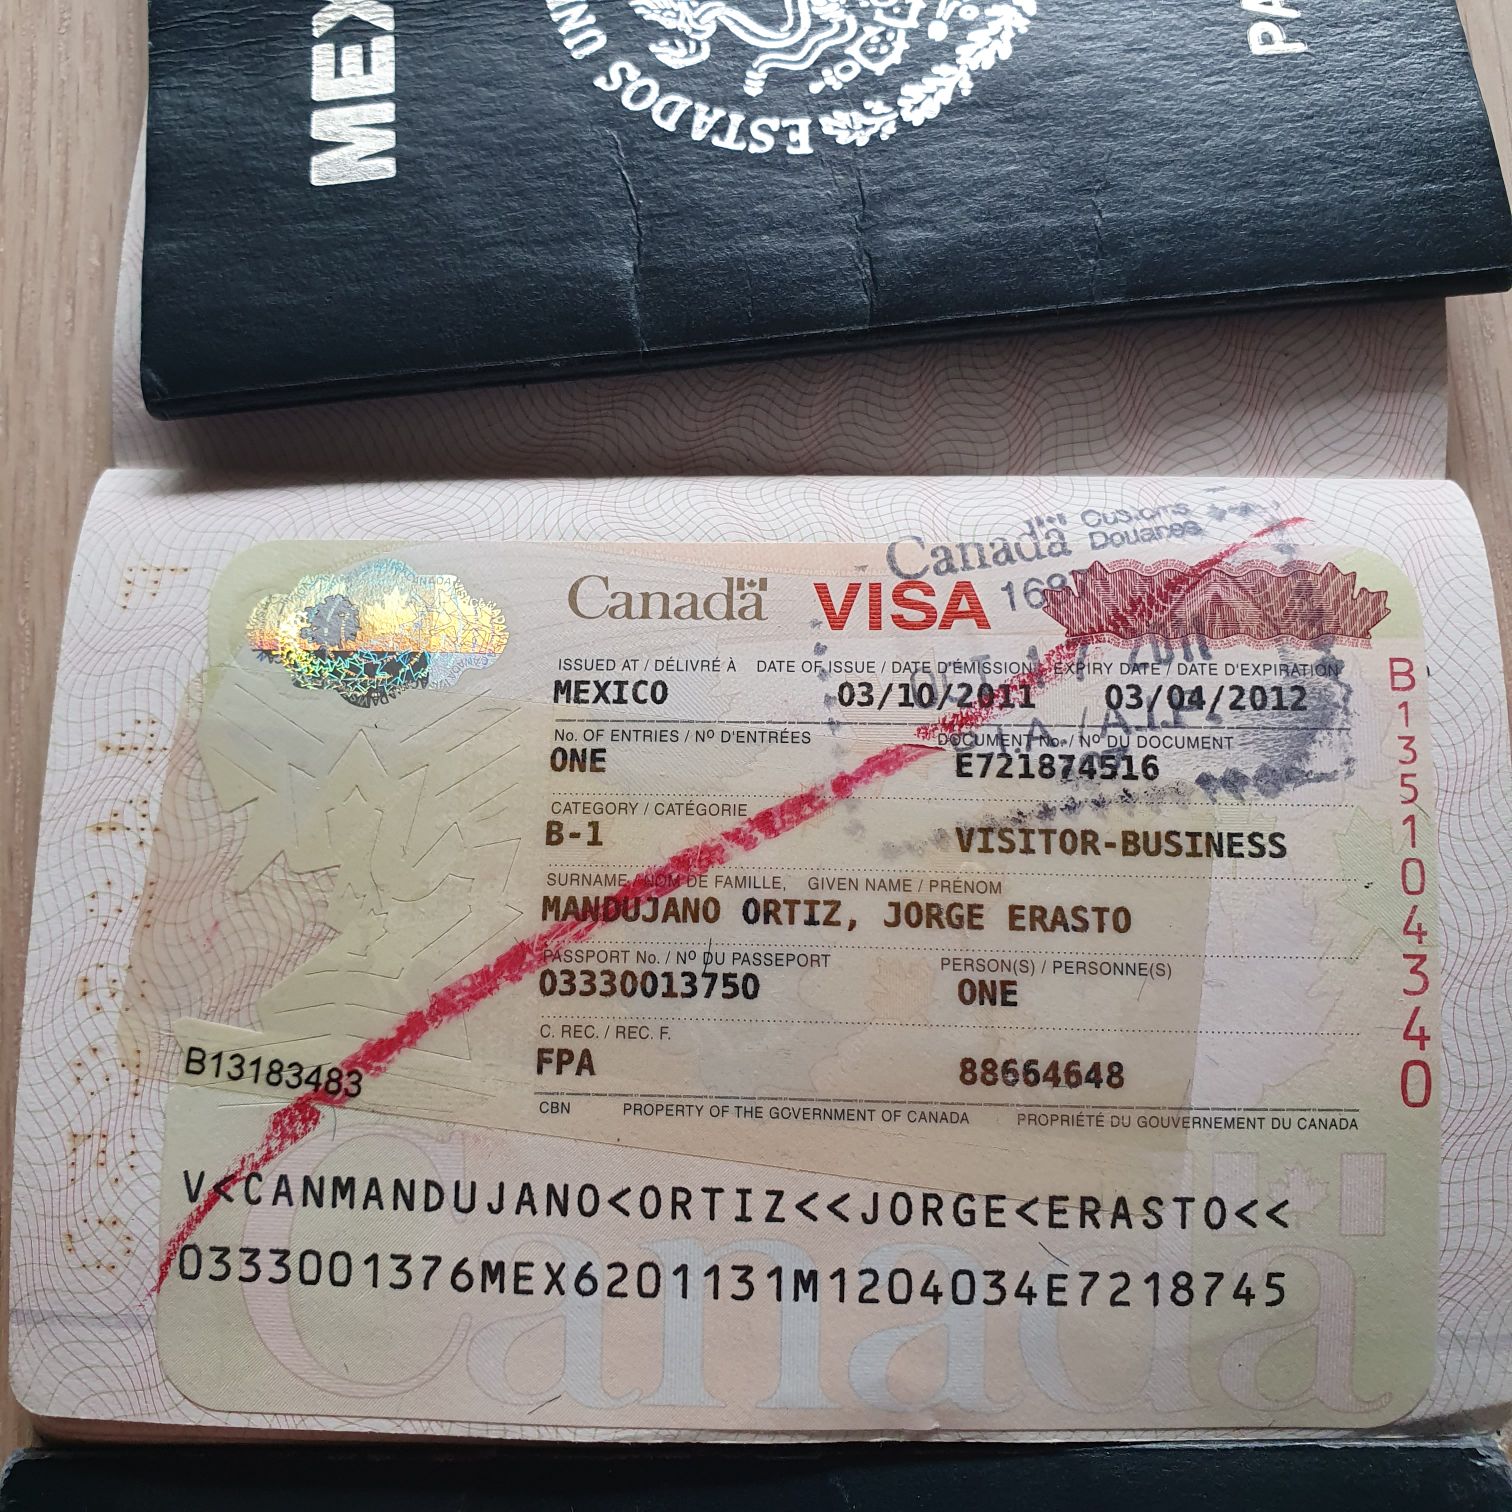 MEX
ESTADOS UN
PA
Canada Customs Douanes
Canada VISA
ISSUED AT / DÉLIVRÉ À DATE OF ISSUE / DATE D'ÉMISSION EXPIRY DATE / DATE D'EXPIRATION
MEXICO 03/10/2011 03/04/2012
No. OF ENTRIES / Nº D'ENTRÉES DOCUMENT No. / Nº DU DOCUMENT
ONE E721874516
CATEGORY / CATÉGORIE
B-1 VISITOR-BUSINESS
SURNAME / NOM DE FAMILLE, GIVEN NAME / PRÉNOM
MANDUJANO ORTIZ, JORGE ERASTO
PASSPORT No. / Nº DU PASSEPORT PERSON(S) / PERSONNE(S)
03330013750 ONE
C. REC. / REC. F.
FPA 88664648
B13183483
CBN PROPERTY OF THE GOVERNMENT OF CANADA PROPRIÉTÉ DU GOUVERNEMENT DU CANADA
B135104340
V<CANMANDUJANO<ORTIZ<<JORGE<ERASTO<<
0333001376MEX6201131M1204034E7218745
Canada